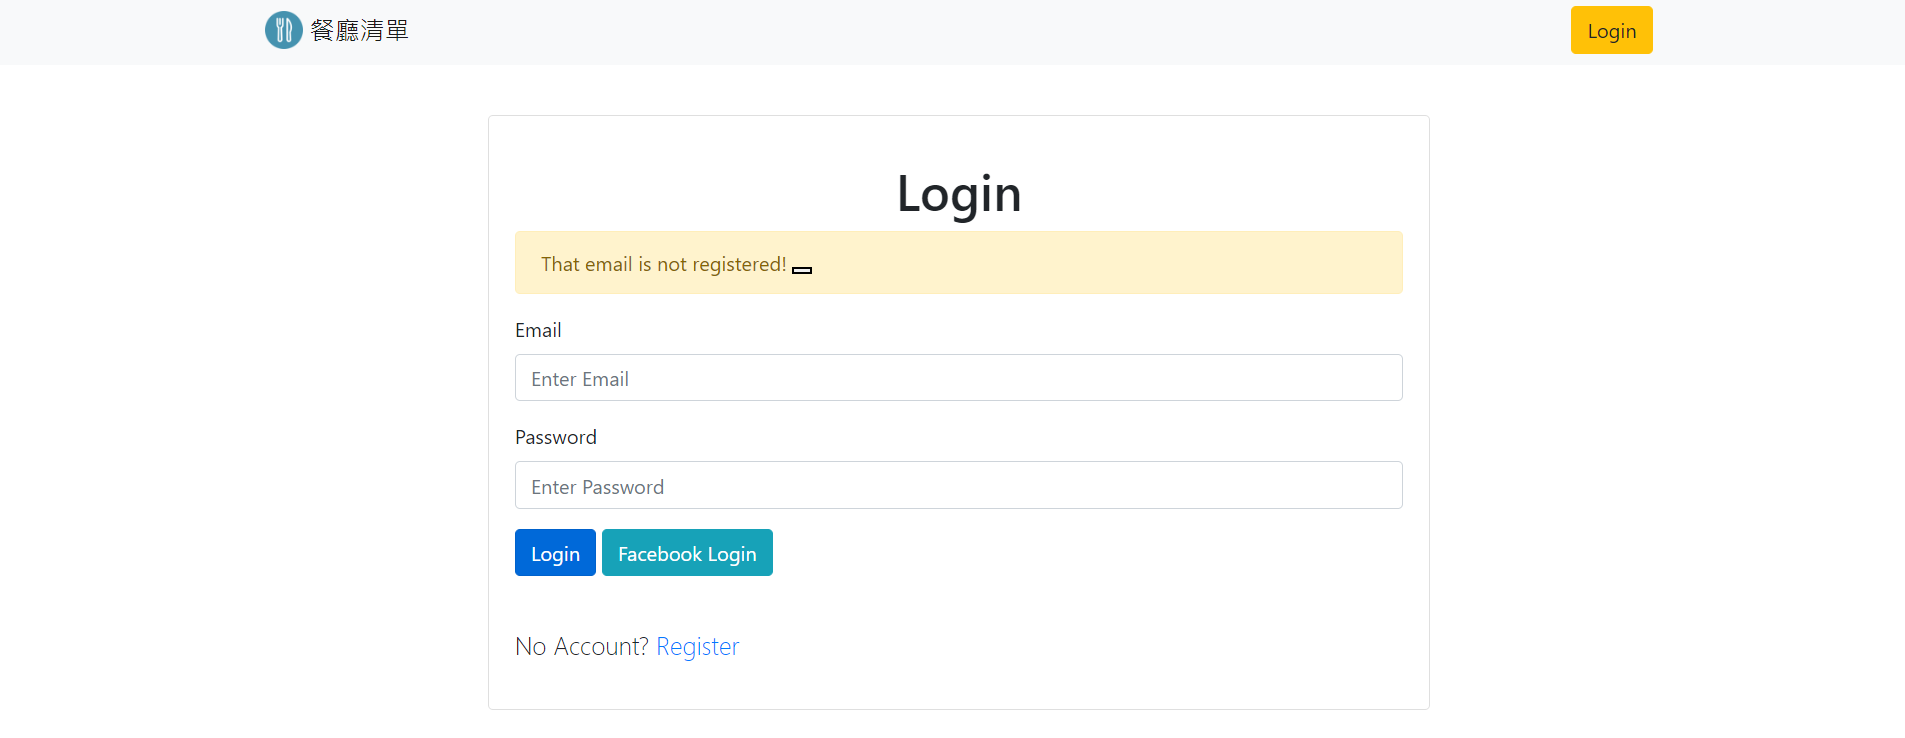 餐廳清單
Login
Login
That email is not registered!
Email
Enter Email
Password
Enter Password
Login Facebook Login
No Account? Register